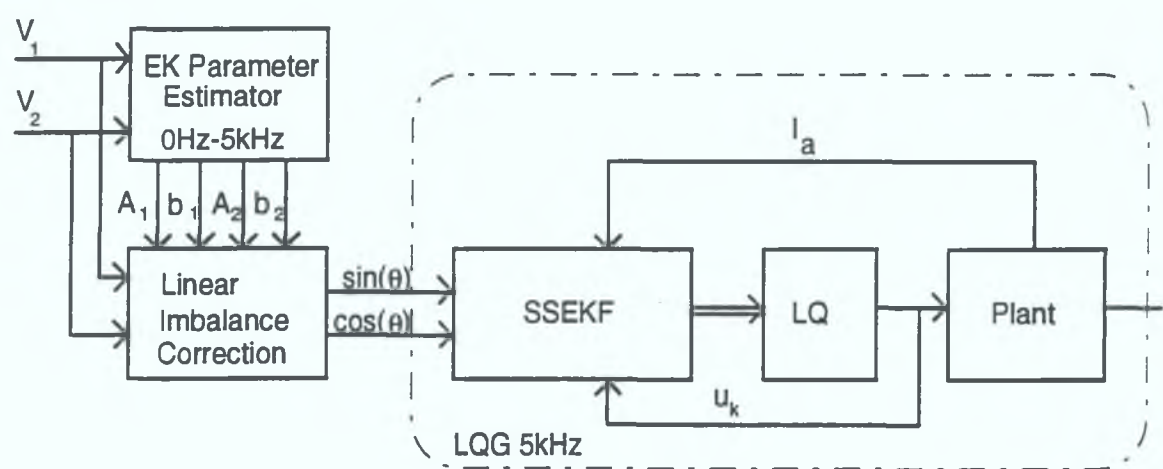 V1
V2
EK Parameter
Estimator
0Hz-5kHz
A1 b1 A2 b2
Linear
Imbalance
Correction
sin(θ)
cos(θ)
SSEKF
LQ
Plant
Ia
uk
LQG 5kHz